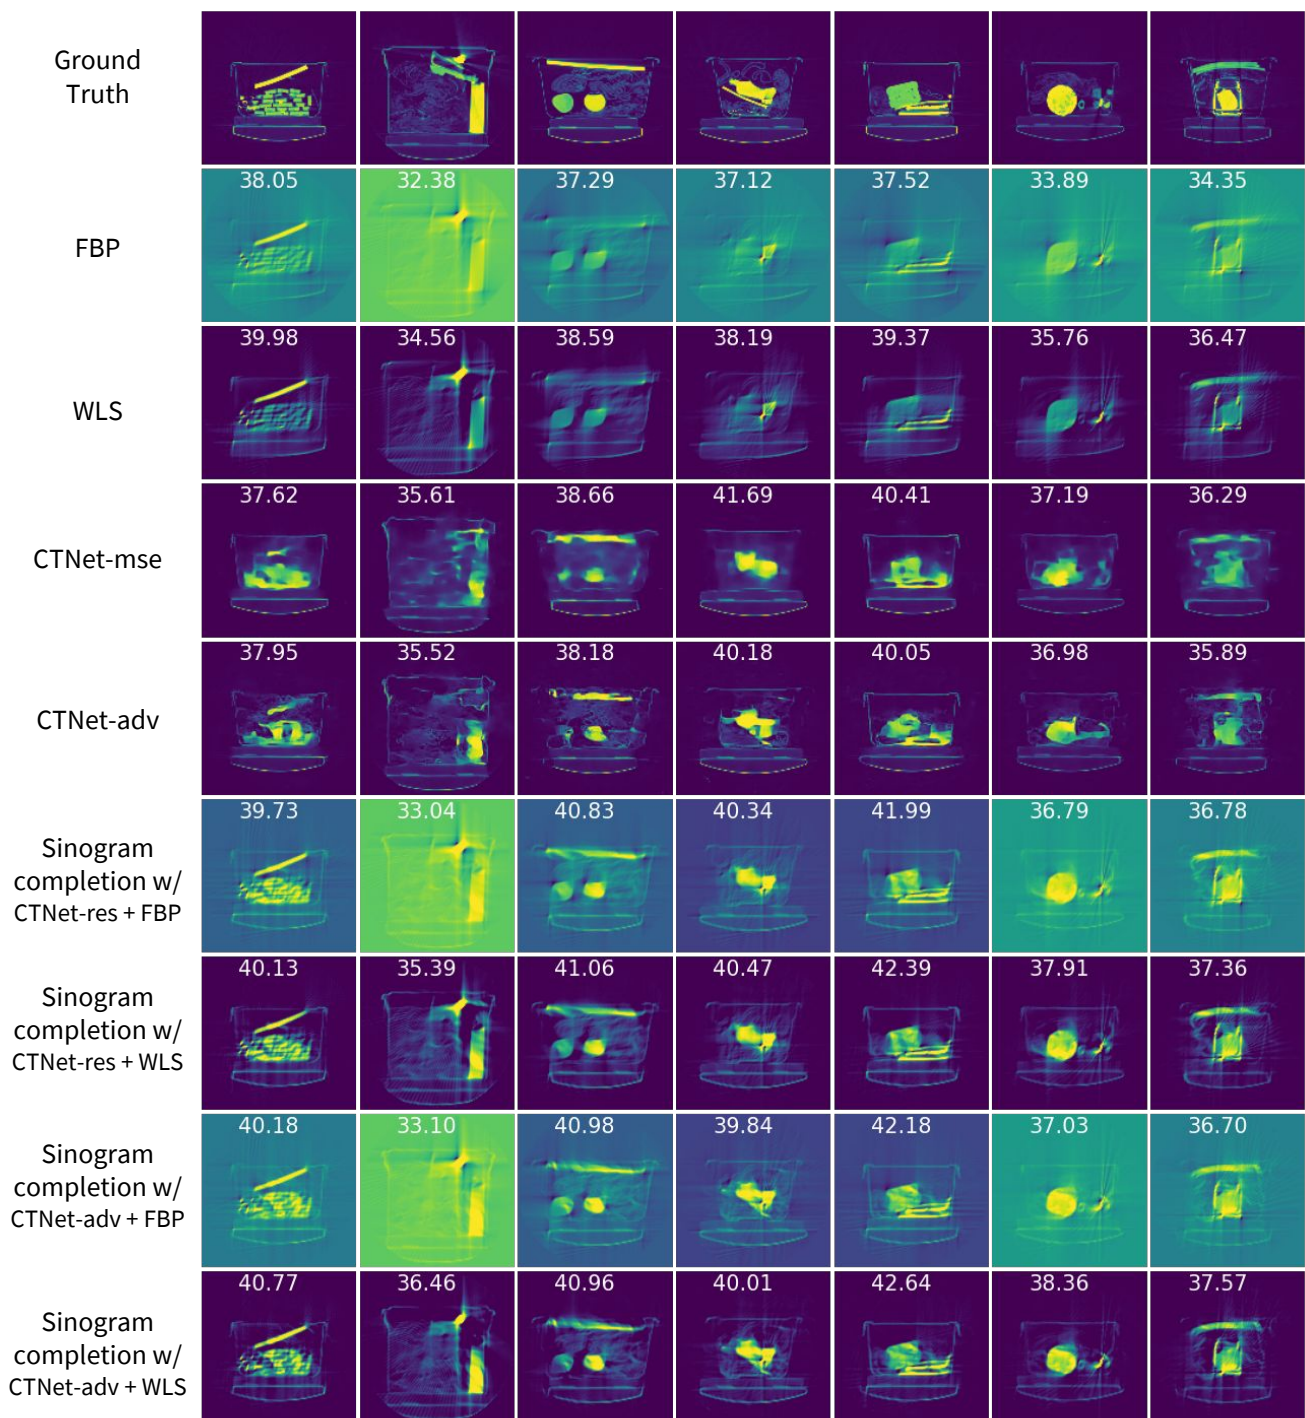 Ground
Truth
38.05 32.38 37.29 37.12 37.52 33.89 34.35
FBP
39.98 34.56 38.59 38.19 39.37 35.76 36.47
WLS
37.62 35.61 38.66 41.69 40.41 37.19 36.29
CTNet-mse
37.95 35.52 38.18 40.18 40.05 36.98 35.89
CTNet-adv
39.73 33.04 40.83 40.34 41.99 36.79 36.78
Sinogram
completion w/
CTNet-res + FBP
40.13 35.39 41.06 40.47 42.39 37.91 37.36
Sinogram
completion w/
CTNet-res + WLS
40.18 33.10 40.98 39.84 42.18 37.03 36.70
Sinogram
completion w/
CTNet-adv + FBP
40.77 36.46 40.96 40.01 42.64 38.36 37.57
Sinogram
completion w/
CTNet-adv + WLS